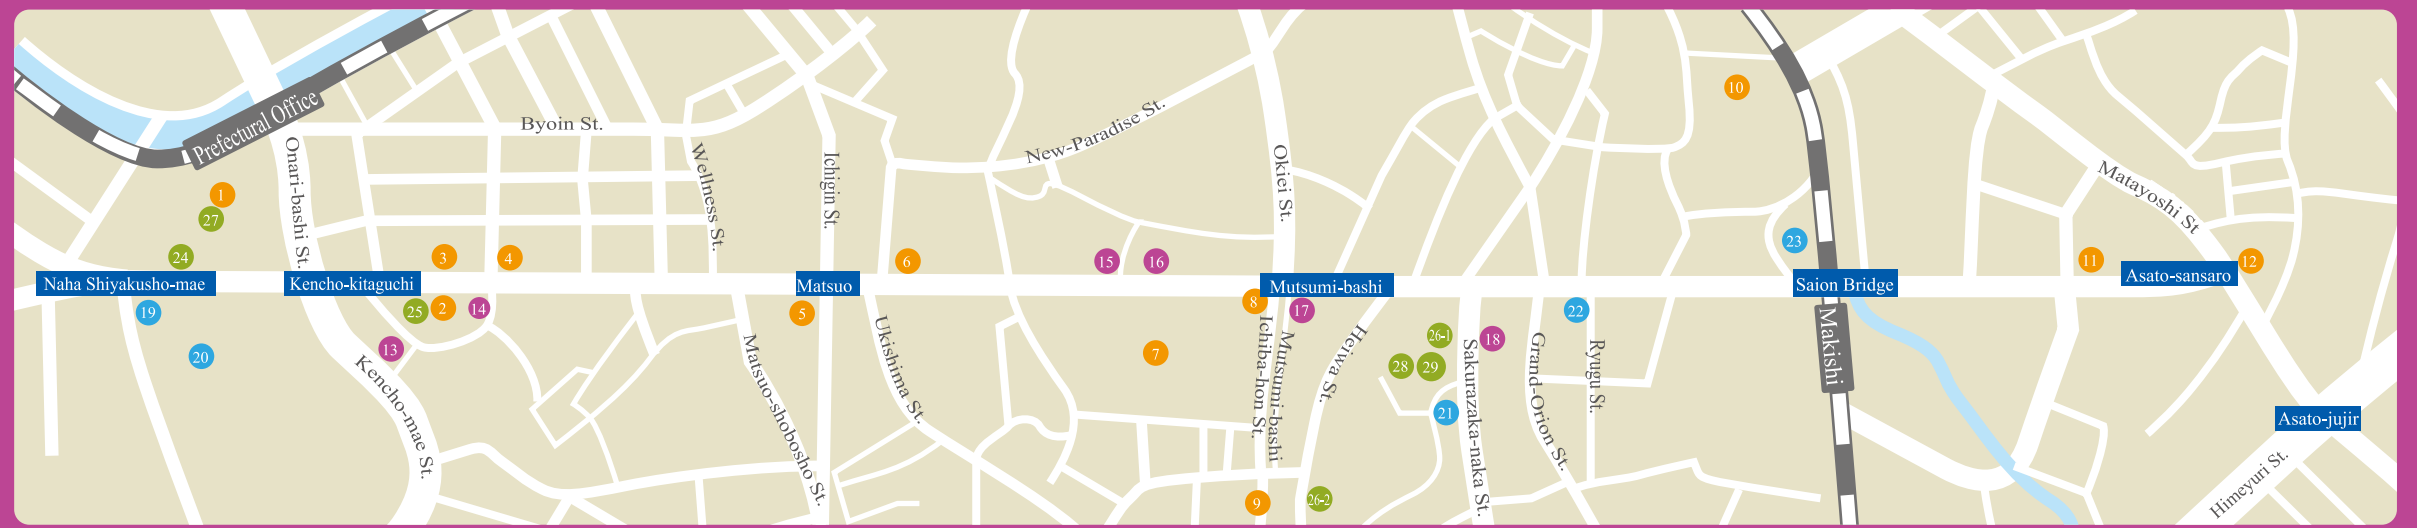 Prefectural Office
Byoin St.
Onari-bashi St.
Wellness St.
Ichigin St.
New-Paradise St.
Okiei St.
Matayoshi St
10
1
27
24
3
4
6
15
16
23
11
12
Naha Shiyakusho-mae
Kencho-kitaguchi
Matsuo
Mutsumi-bashi
Saion Bridge
Asato-sansaro
19
20
25
2
14
13
5
7
8
17
26-1
18
28
29
21
22
9
26-2
Kencho-mae St.
Matsuo-shobosho St.
Ukishima St.
Ichiba-hon St.
Mutsumi-bashi
Heiwa St.
Sakurazaka-naka St.
Grand-Orion St.
Ryugu St.
Makishi
Asato-jujir
Himeyuri St.